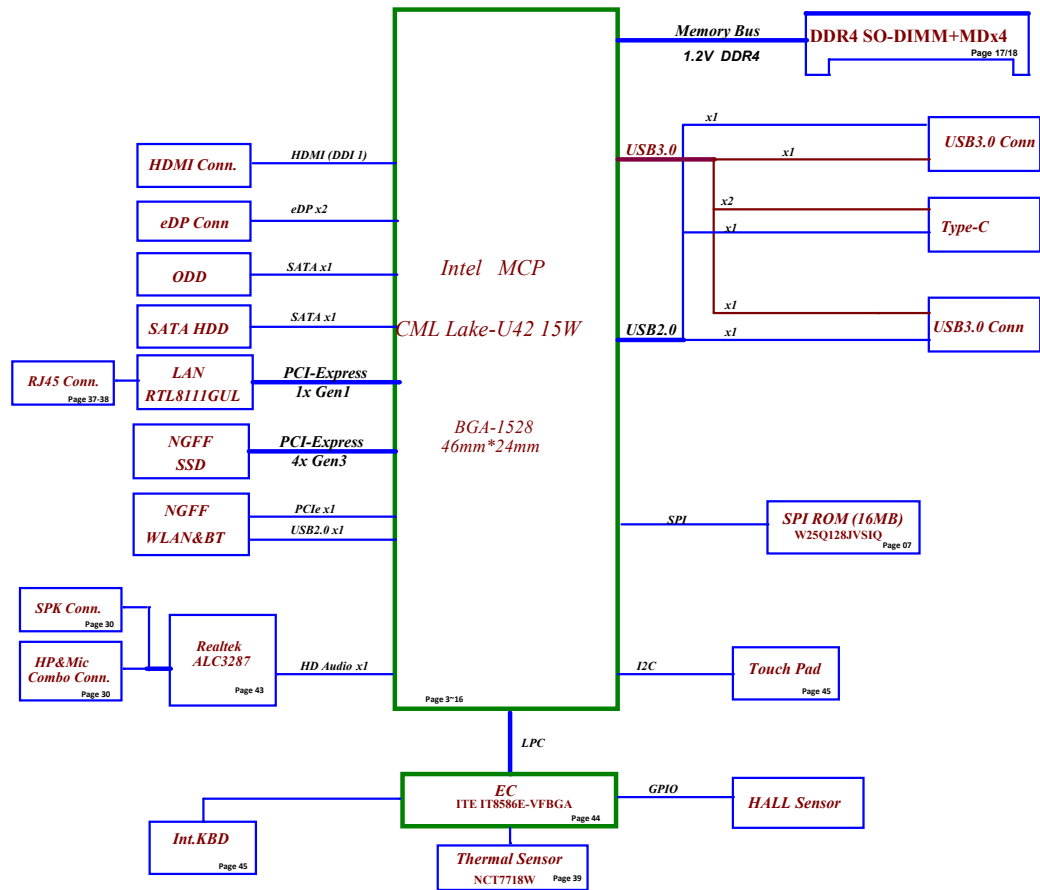 Memory Bus
1.2V DDR4
DDR4 SO-DIMM+MDx4
Page 17/18
HDMI Conn.
HDMI (DDI 1)
eDP Conn
eDP x2
ODD
SATA x1
SATA HDD
SATA x1
RJ45 Conn.
Page 37-38
LAN
RTL8111GUL
PCI-Express
1x Gen1
NGFF
SSD
PCI-Express
4x Gen3
NGFF
WLAN&BT
PCIe x1
USB2.0 x1
SPK Conn.
Page 30
HP&Mic
Combo Conn.
Page 30
Realtek
ALC3287
Page 43
HD Audio x1
Intel MCP
CML Lake-U42 15W
BGA-1528
46mm*24mm
Page 3~16
USB3.0
USB2.0
x1
x1
USB3.0 Conn
x2
x1
Type-C
x1
x1
USB3.0 Conn
SPI
SPI ROM (16MB)
W25Q128JVSIQ
Page 07
I2C
Touch Pad
Page 45
LPC
EC
ITE IT8586E-VFBGA
Page 44
GPIO
HALL Sensor
Int.KBD
Page 45
Thermal Sensor
NCT7718W
Page 39